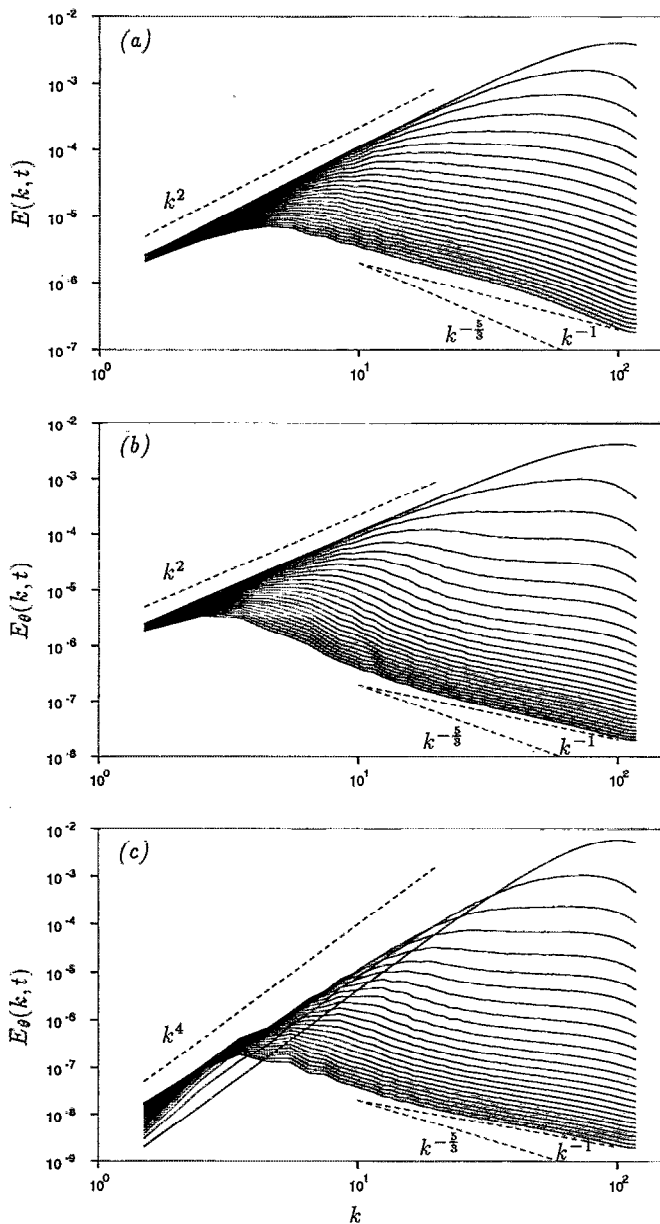 (a)
10^{-2}
10^{-3}
10^{-4}
10^{-5}
10^{-6}
10^{-7}
E(k, t)
k^2
k^{-\frac{5}{3}}
k^{-1}
10^0
10^1
10^2
(b)
10^{-2}
10^{-3}
10^{-4}
10^{-5}
10^{-6}
10^{-7}
10^{-8}
E_θ(k, t)
k^2
k^{-\frac{5}{3}}
k^{-1}
10^0
10^1
10^2
(c)
10^{-2}
10^{-3}
10^{-4}
10^{-5}
10^{-6}
10^{-7}
10^{-8}
10^{-9}
E_θ(k, t)
k^4
k^{-\frac{5}{3}}
k^{-1}
10^0
10^1
10^2
k